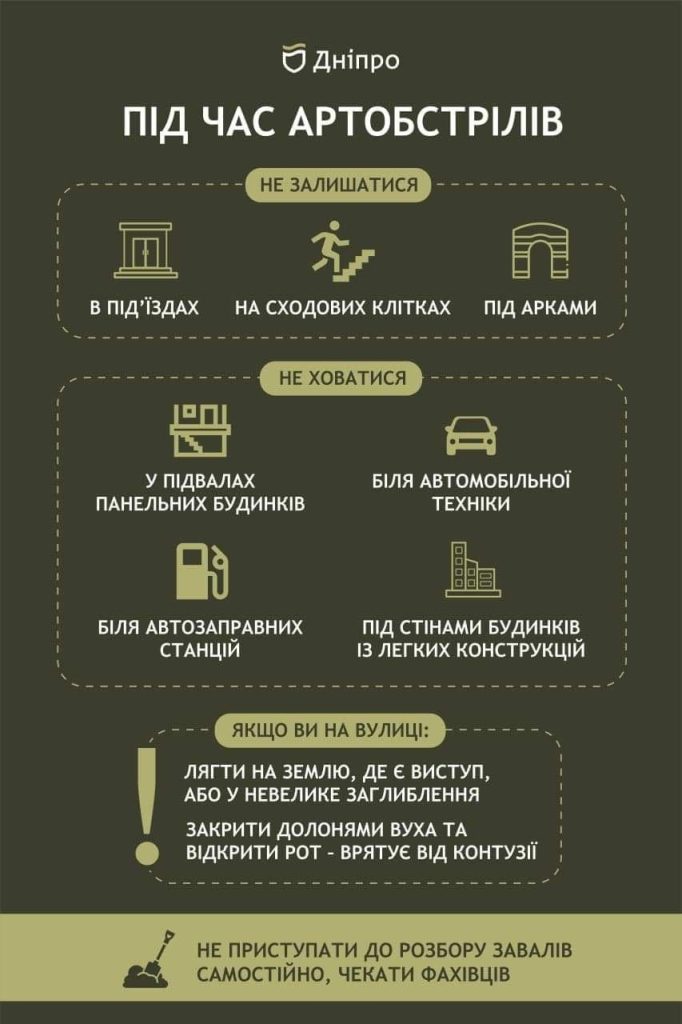 Дніпро
ПІД ЧАС АРТОБСТРІЛІВ
НЕ ЗАЛИШАТИСЯ
В ПІД'ЇЗДАХ
НА СХОДОВИХ КЛІТКАХ
ПІД АРКАМИ
НЕ ХОВАТИСЯ
У ПІДВАЛАХ
ПАНЕЛЬНИХ БУДИНКІВ
БІЛЯ АВТОМОБІЛЬНОЇ
ТЕХНІКИ
БІЛЯ АВТОЗАПРАВНИХ
СТАНЦІЙ
ПІД СТІНАМИ БУДИНКІВ
ІЗ ЛЕГКИХ КОНСТРУКЦІЙ
ЯКЩО ВИ НА ВУЛИЦІ:
ЛЯГТИ НА ЗЕМЛЮ, ДЕ Є ВИСТУП,
АБО У НЕВЕЛИКЕ ЗАГЛИБЛЕННЯ
ЗАКРИТИ ДОЛОНЯМИ ВУХА ТА
ВІДКРИТИ РОТ - ВРЯТУЄ ВІД КОНТУЗІЇ
НЕ ПРИСТУПАТИ ДО РОЗБОРУ ЗАВАЛІВ
САМОСТІЙНО, ЧЕКАТИ ФАХІВЦІВ